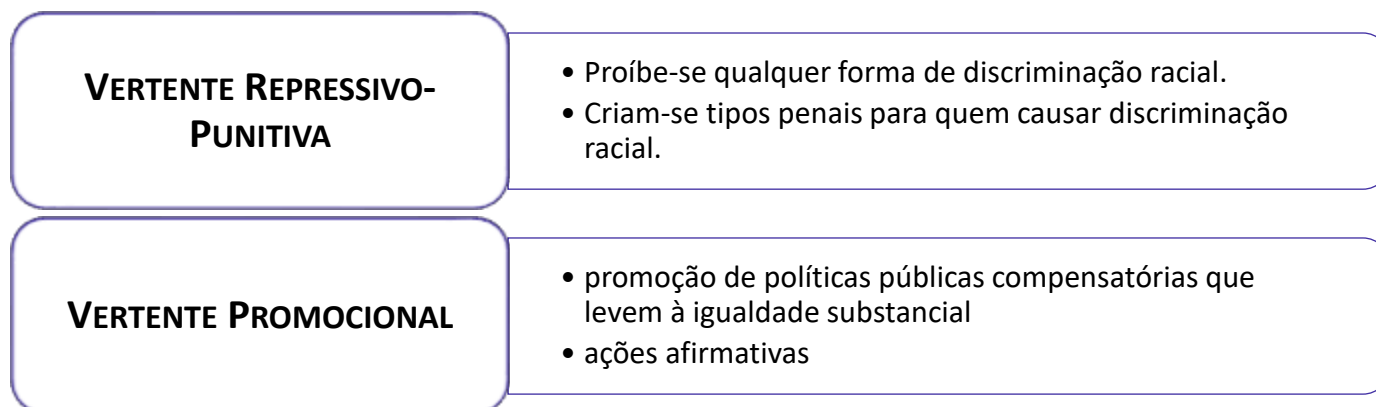 VERTENTE REPRESSIVO-
PUNITIVA
• Proíbe-se qualquer forma de discriminação racial.
• Criam-se tipos penais para quem causar discriminação
racial.
VERTENTE PROMOCIONAL
• promoção de políticas públicas compensatórias que
levem à igualdade substancial
• ações afirmativas